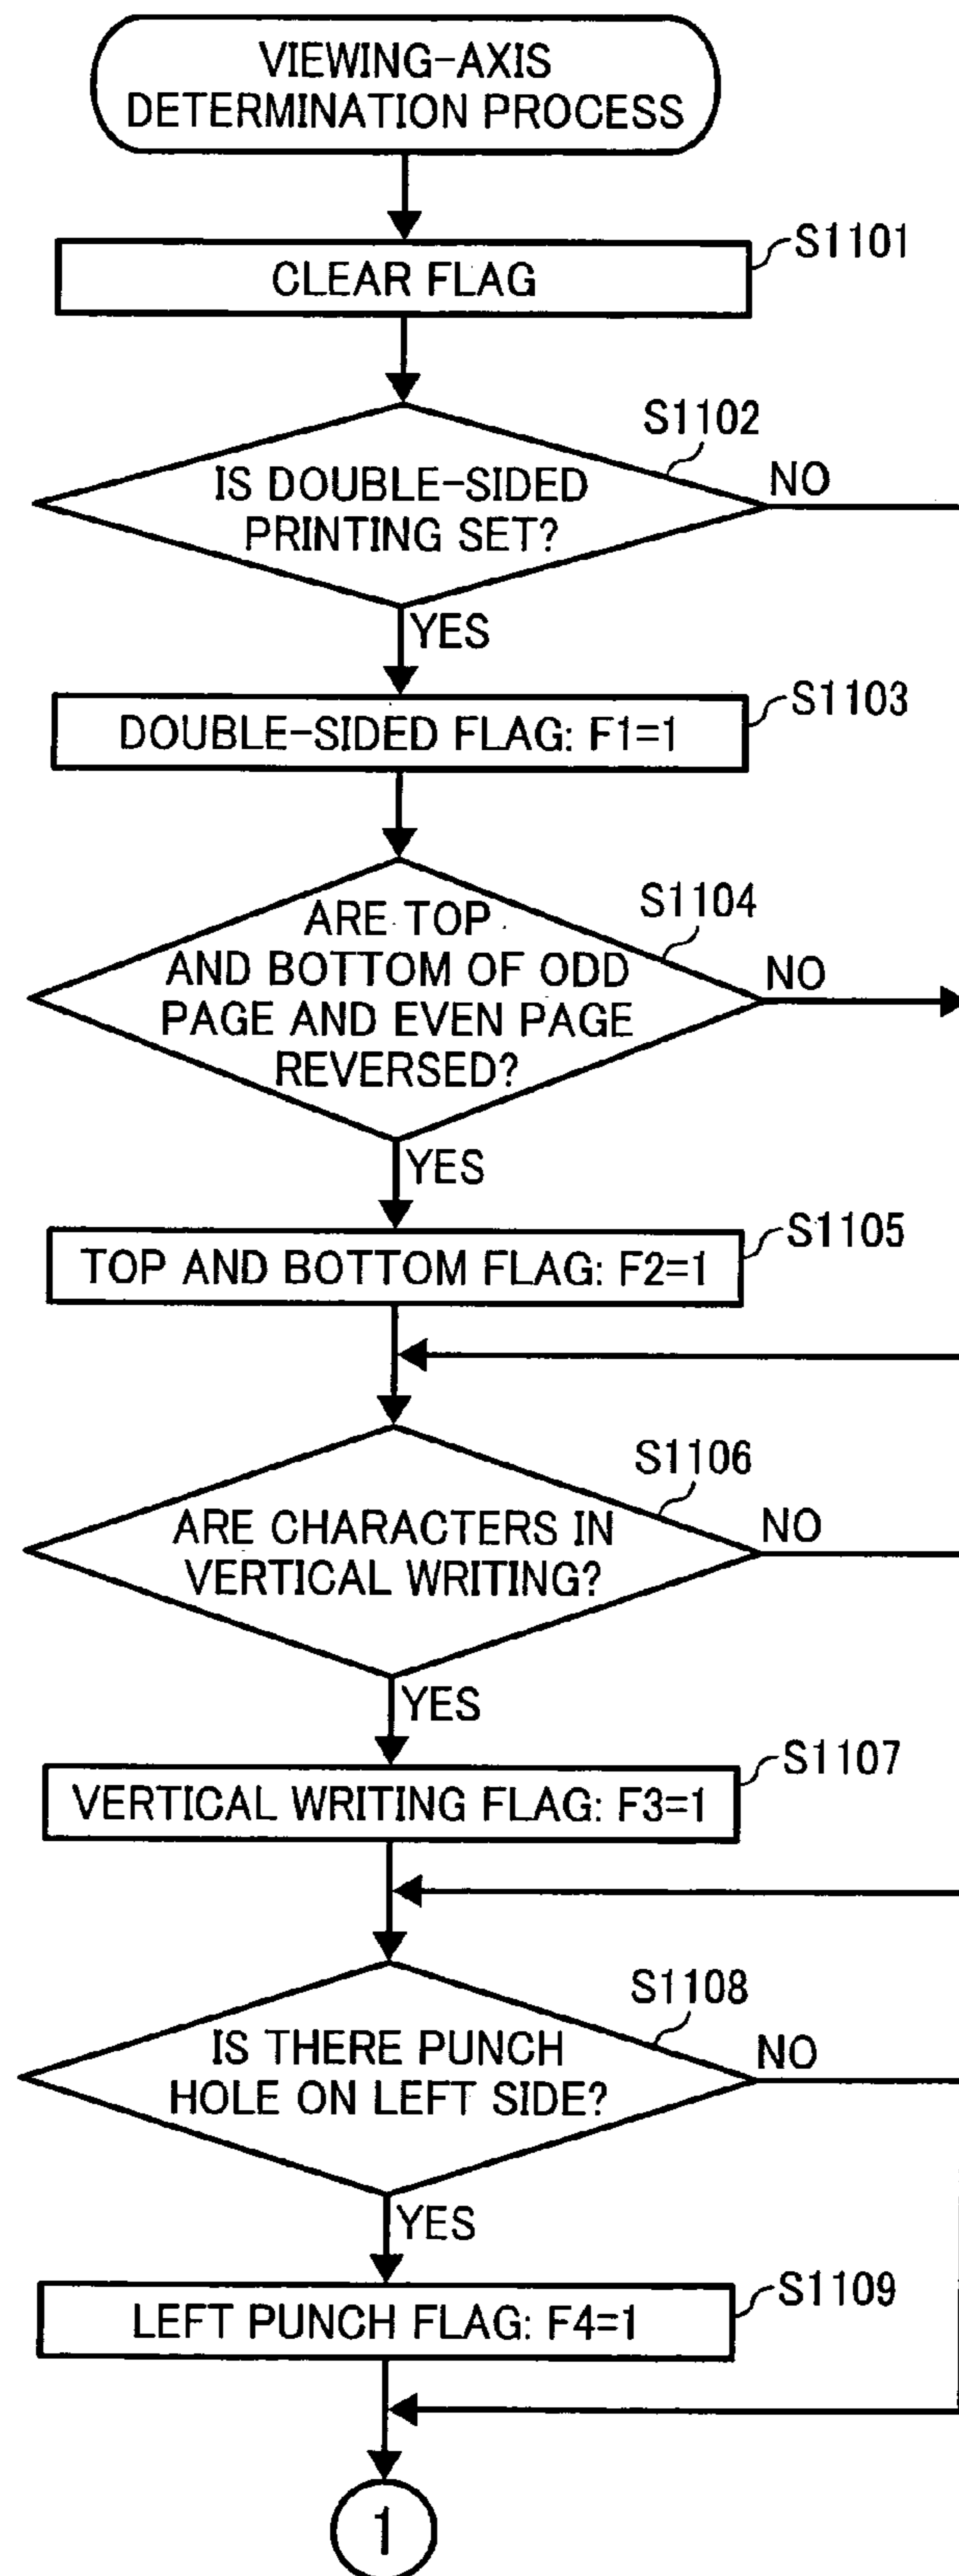 VIEWING-AXIS
DETERMINATION PROCESS
S1101
CLEAR FLAG
S1102
IS DOUBLE-SIDED
PRINTING SET?
NO
YES
S1103
DOUBLE-SIDED FLAG: F1=1
S1104
ARE TOP
AND BOTTOM OF ODD
PAGE AND EVEN PAGE
REVERSED?
NO
YES
S1105
TOP AND BOTTOM FLAG: F2=1
S1106
ARE CHARACTERS IN
VERTICAL WRITING?
NO
YES
S1107
VERTICAL WRITING FLAG: F3=1
S1108
IS THERE PUNCH
HOLE ON LEFT SIDE?
NO
YES
S1109
LEFT PUNCH FLAG: F4=1
1